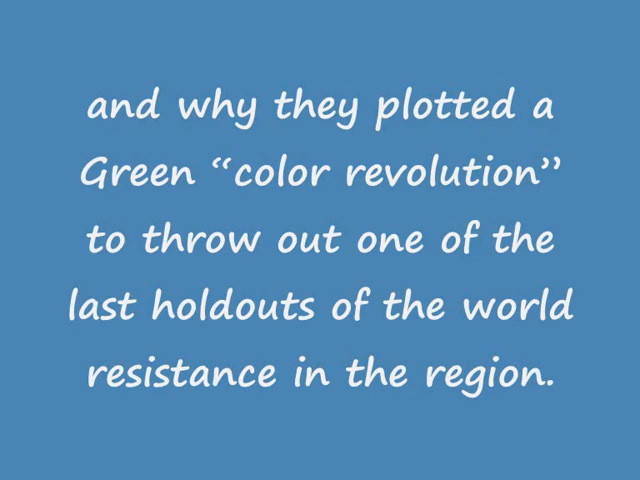 and why they plotted a
Green “color revolution”
to throw out one of the
last holdouts of the world
resistance in the region.